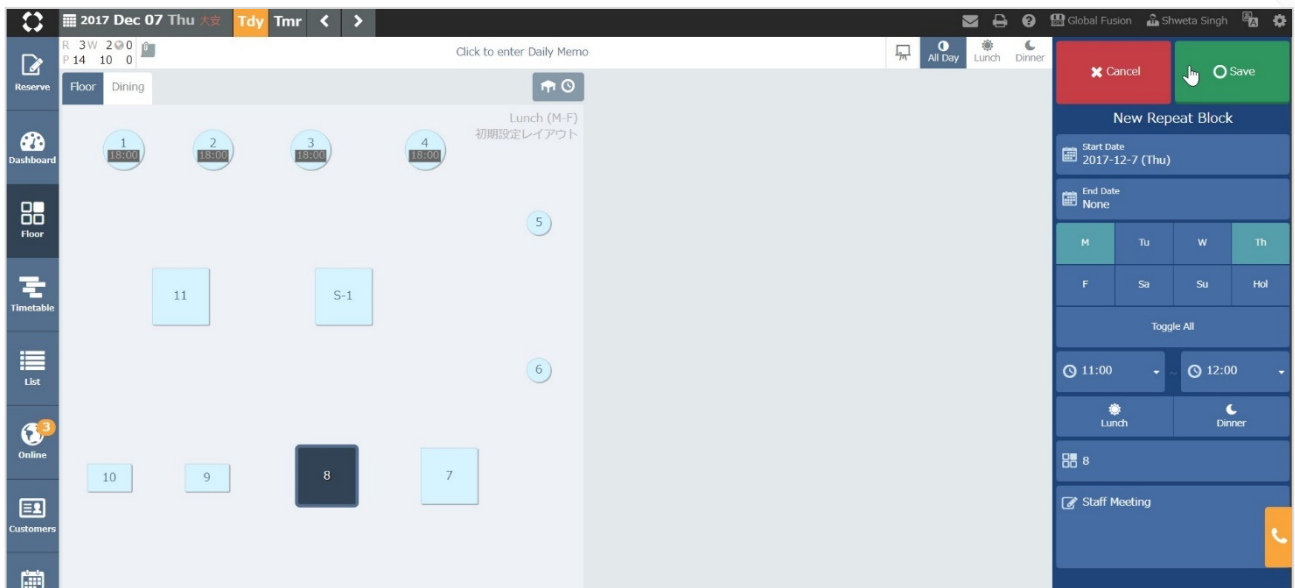 2017 Dec 07 Thu 大安 Tdy Tmr
Global Fusion Shweta Singh
R 3 W 2 0
P 14 10 0
Click to enter Daily Memo
All Day Lunch Dinner
Cancel
Save
Reserve
Floor Dining
Lunch (M-F)
初期設定レイアウト
New Repeat Block
1
18:00
2
18:00
3
18:00
4
18:00
Dashboard
Start Date
2017-12-7 (Thu)
End Date
None
Floor
5
M Tu W Th
F Sa Su Hol
11 S-1
Timetable
Toggle All
List
6
11:00 ~ 12:00
Lunch Dinner
3
Online
10 9 8 7
8
Customers
Staff Meeting